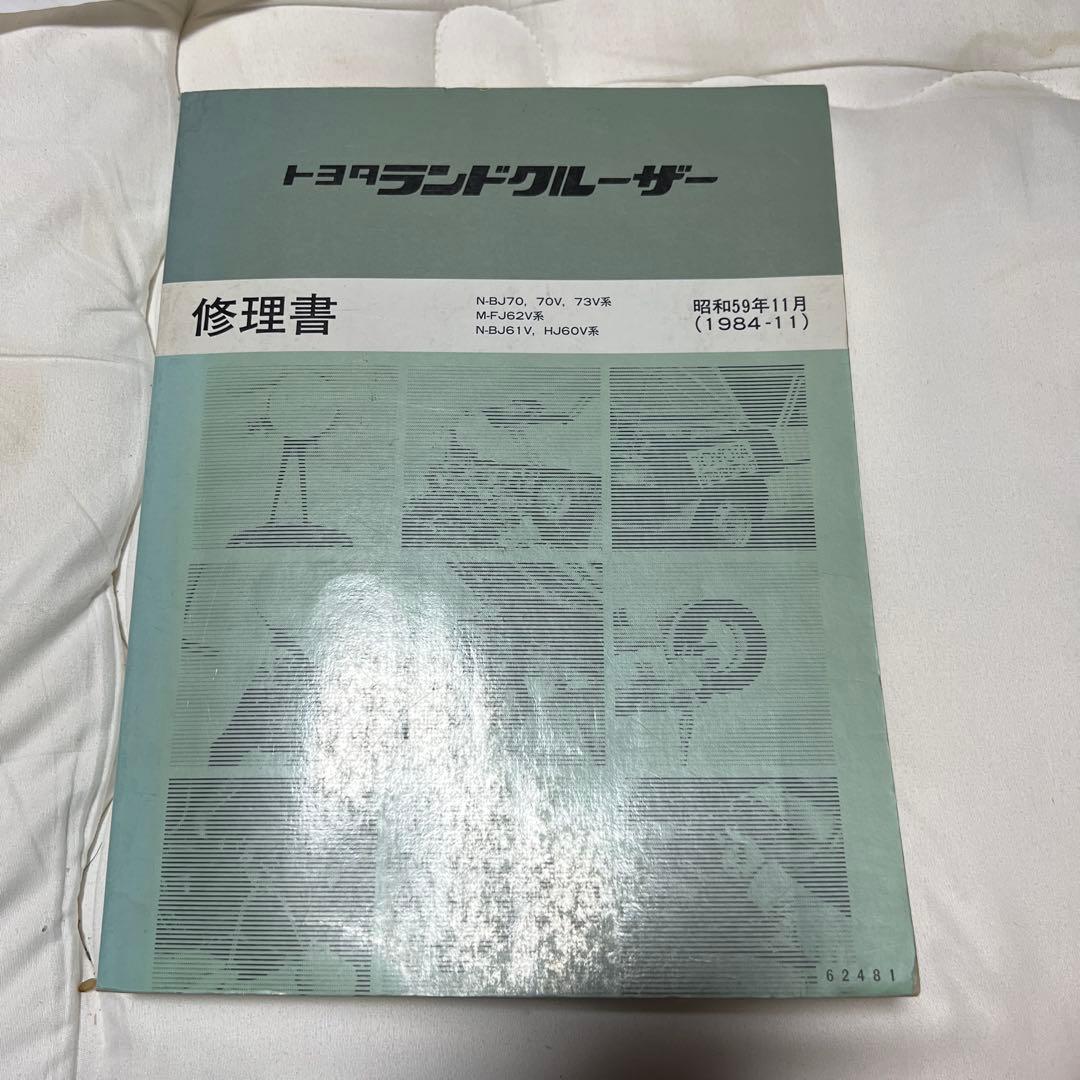 トヨタランドクルーザー
修理書
N-BJ70, 70V, 73V系
M-FJ62V系
N-BJ61V, HJ60V系
昭和59年11月
(1984-11)
62481